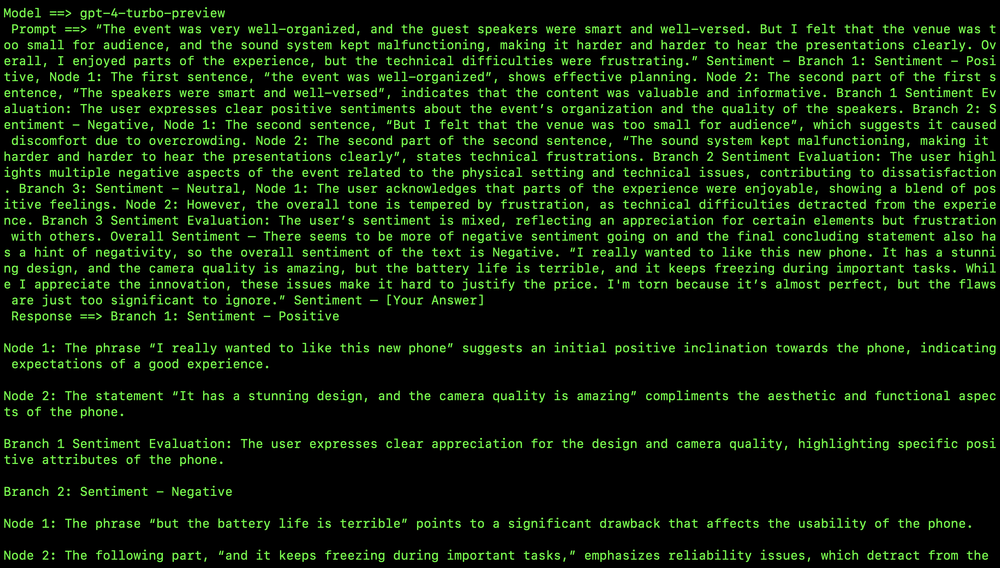 Model ==> gpt-4-turbo-preview
Prompt ==> “The event was very well-organized, and the guest speakers were smart and well-versed. But I felt that the venue was t
oo small for audience, and the sound system kept malfunctioning, making it harder and harder to hear the presentations clearly. Ov
erall, I enjoyed parts of the experience, but the technical difficulties were frustrating.” Sentiment – Branch 1: Sentiment – Posi
tive, Node 1: The first sentence, “the event was well-organized”, shows effective planning. Node 2: The second part of the first s
entence, “The speakers were smart and well-versed”, indicates that the content was valuable and informative. Branch 1 Sentiment Ev
aluation: The user expresses clear positive sentiments about the event’s organization and the quality of the speakers. Branch 2: S
entiment – Negative, Node 1: The second sentence, “But I felt that the venue was too small for audience”, which suggests it caused
discomfort due to overcrowding. Node 2: The second part of the second sentence, “The sound system kept malfunctioning, making it
harder and harder to hear the presentations clearly”, states technical frustrations. Branch 2 Sentiment Evaluation: The user highl
ights multiple negative aspects of the event related to the physical setting and technical issues, contributing to dissatisfaction
. Branch 3: Sentiment – Neutral, Node 1: The user acknowledges that parts of the experience were enjoyable, showing a blend of pos
itive feelings. Node 2: However, the overall tone is tempered by frustration, as technical difficulties detracted from the experie
nce. Branch 3 Sentiment Evaluation: The user’s sentiment is mixed, reflecting an appreciation for certain elements but frustration
with others. Overall Sentiment — There seems to be more of negative sentiment going on and the final concluding statement also ha
s a hint of negativity, so the overall sentiment of the text is Negative. “I really wanted to like this new phone. It has a stunni
ng design, and the camera quality is amazing, but the battery life is terrible, and it keeps freezing during important tasks. Whil
e I appreciate the innovation, these issues make it hard to justify the price. I'm torn because it’s almost perfect, but the flaws
are just too significant to ignore.” Sentiment — [Your Answer]
Response ==> Branch 1: Sentiment – Positive
Node 1: The phrase “I really wanted to like this new phone” suggests an initial positive inclination towards the phone, indicating
expectations of a good experience.
Node 2: The statement “It has a stunning design, and the camera quality is amazing” compliments the aesthetic and functional aspec
ts of the phone.
Branch 1 Sentiment Evaluation: The user expresses clear appreciation for the design and camera quality, highlighting specific posi
tive attributes of the phone.
Branch 2: Sentiment – Negative
Node 1: The phrase “but the battery life is terrible” points to a significant drawback that affects the usability of the phone.
Node 2: The following part, “and it keeps freezing during important tasks,” emphasizes reliability issues, which detract from the